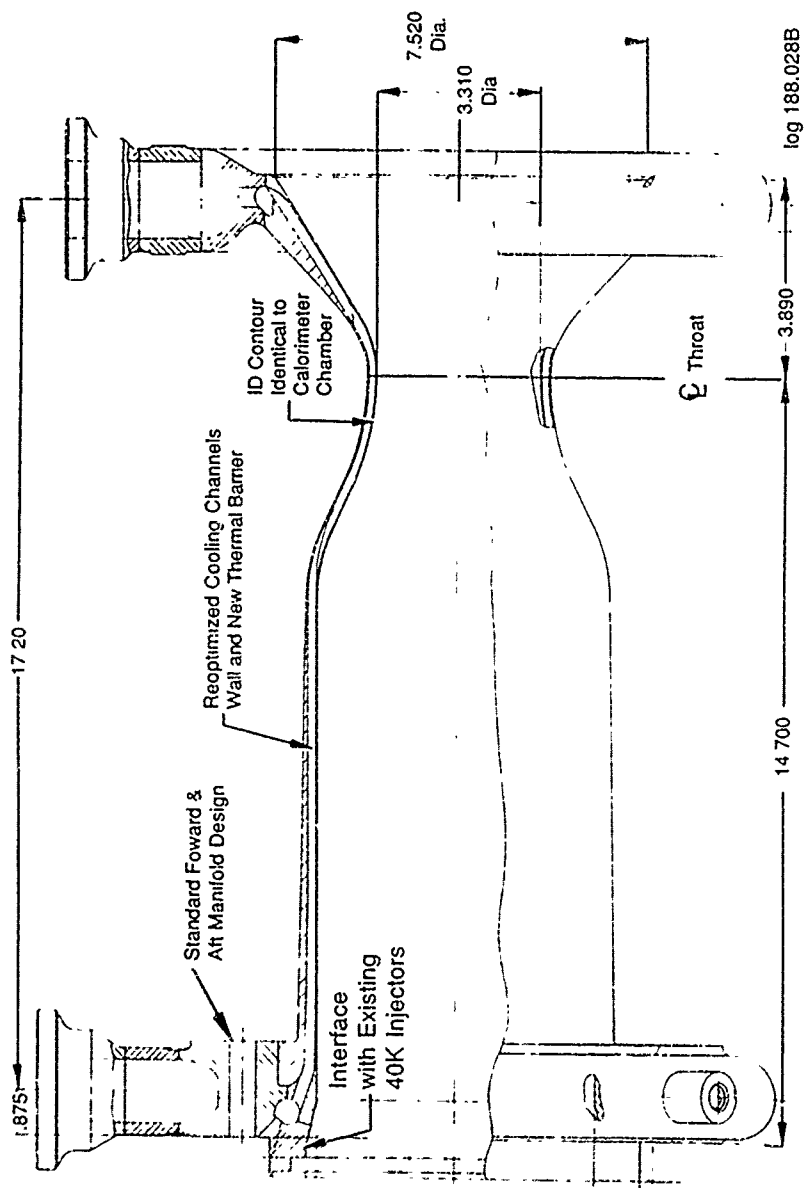 17 20
.875
Standard Foward &
Aft Manifold Design
Reoptimized Cooling Channels
Wall and New Thermal Barrier
ID Contour
Identical to
Calorimeter
Chamber
Interface
with Existing
40K Injectors
7.520
Dia.
3.310
Dia
℄ Throat
14 700
3.890
log 188.028B